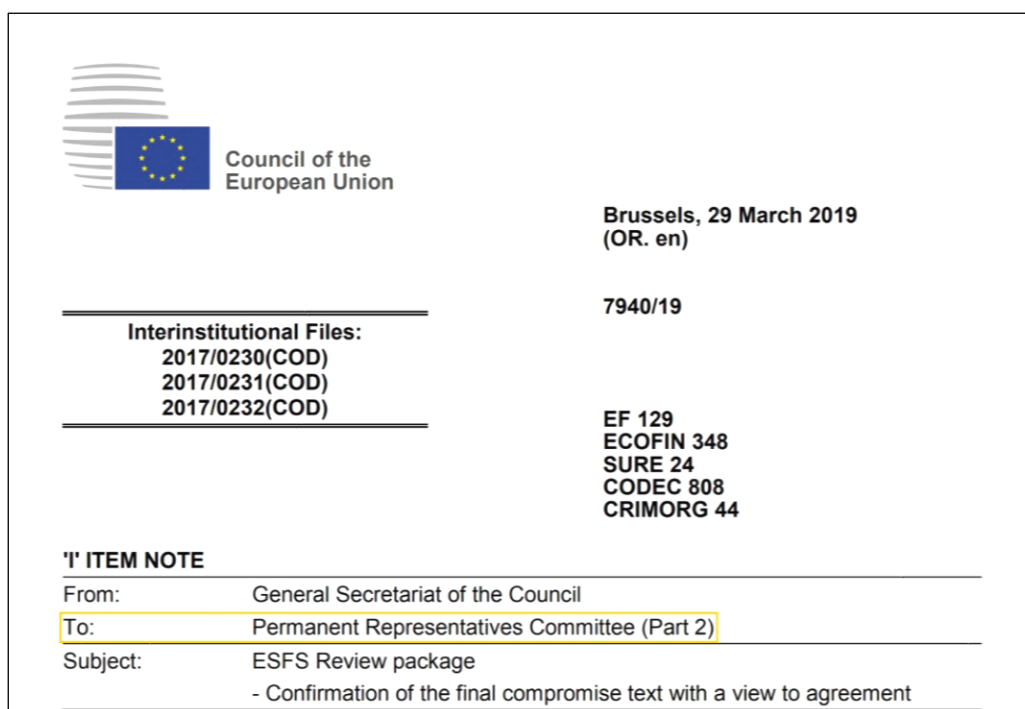 Council of the
European Union
Brussels, 29 March 2019
(OR. en)
7940/19
Interinstitutional Files:
2017/0230(COD)
2017/0231(COD)
2017/0232(COD)
EF 129
ECOFIN 348
SURE 24
CODEC 808
CRIMORG 44
'I' ITEM NOTE
From: General Secretariat of the Council
To: Permanent Representatives Committee (Part 2)
Subject: ESFS Review package
- Confirmation of the final compromise text with a view to agreement